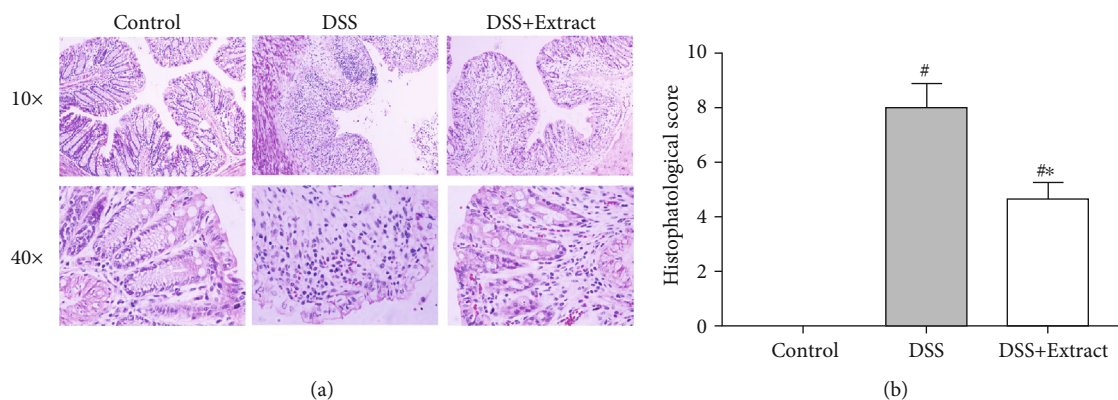 Control DSS DSS+Extract
10×
40×
(a)
Histophatological score
10
8
6
4
2
0
#
#*
Control DSS DSS+Extract
(b)